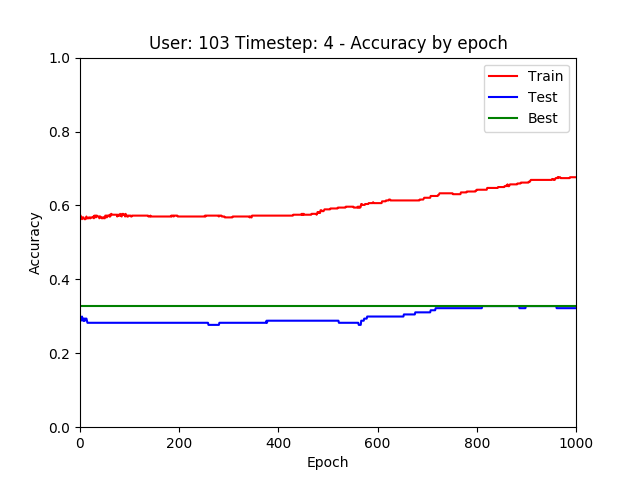 User: 103 Timestep: 4 - Accuracy by epoch
1.0
0.8
0.6
0.4
0.2
0.0
Accuracy
Train
Test
Best
0 200 400 600 800 1000
Epoch